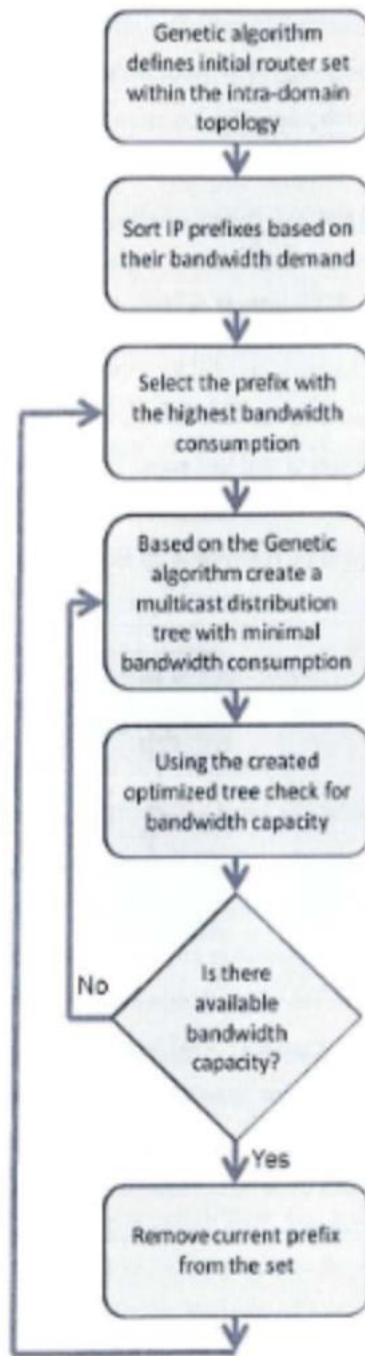 Genetic algorithm
defines initial router set
within the intra-domain
topology
Sort IP prefixes based on
their bandwidth demand
Select the prefix with
the highest bandwidth
consumption
Based on the Genetic
algorithm create a
multicast distribution
tree with minimal
bandwidth consumption
Using the created
optimized tree check for
bandwidth capacity
No
Is there
available
bandwidth
capacity?
Yes
Remove current prefix
from the set